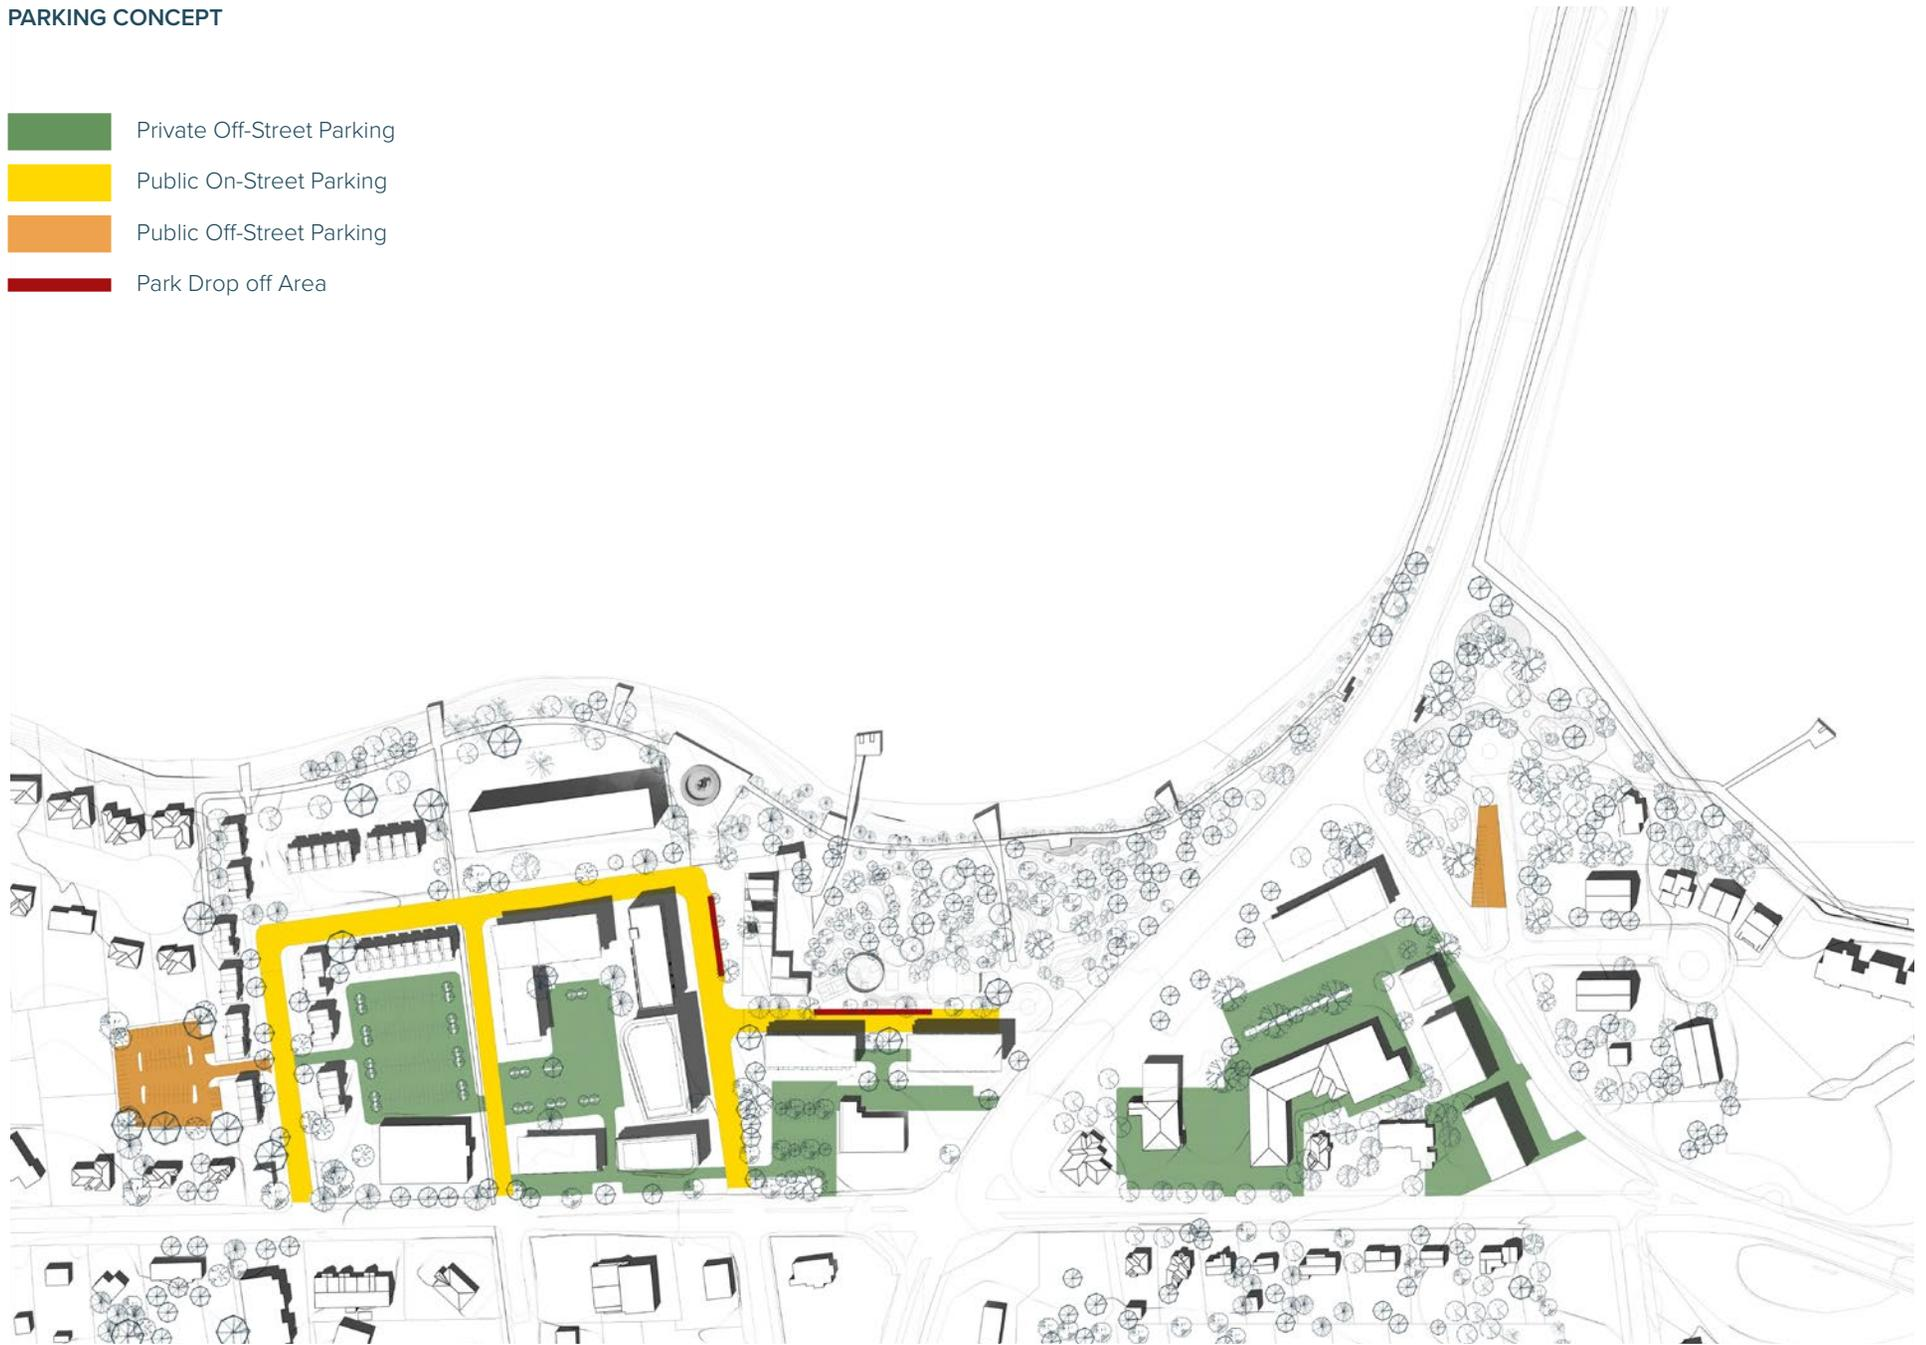 PARKING CONCEPT
Private Off-Street Parking
Public On-Street Parking
Public Off-Street Parking
Park Drop off Area